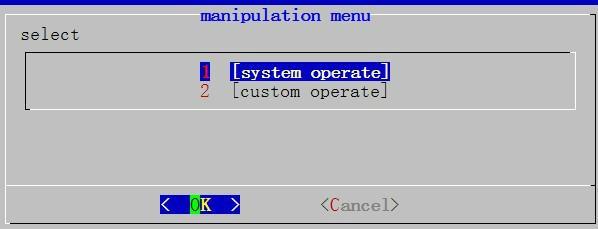 manipulation menu
select
1 [system operate]
2 [custom operate]
< OK > <Cancel>